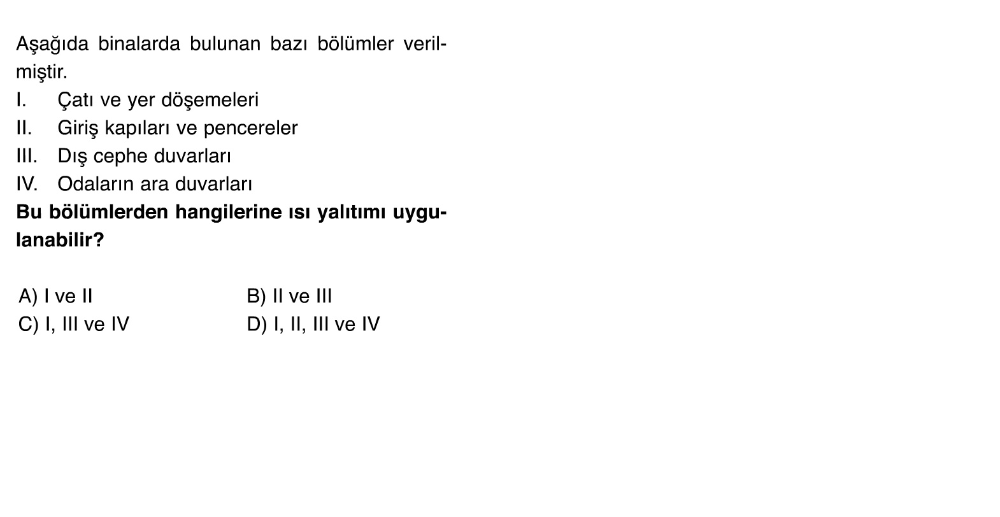 Aşağıda binalarda bulunan bazı bölümler veril-
miştir.
I. Çatı ve yer döşemeleri
II. Giriş kapıları ve pencereler
III. Dış cephe duvarları
IV. Odaların ara duvarları
Bu bölümlerden hangilerine ısı yalıtımı uygu-
lanabilir?
A) I ve II B) II ve III
C) I, III ve IV D) I, II, III ve IV